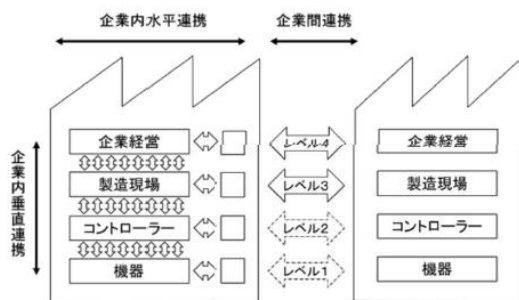 企業内水平連携
企業間連携
企業内垂直連携
企業経営
レベル4
企業経営
製造現場
レベル3
製造現場
コントローラー
レベル2
コントローラー
機器
レベル1
機器